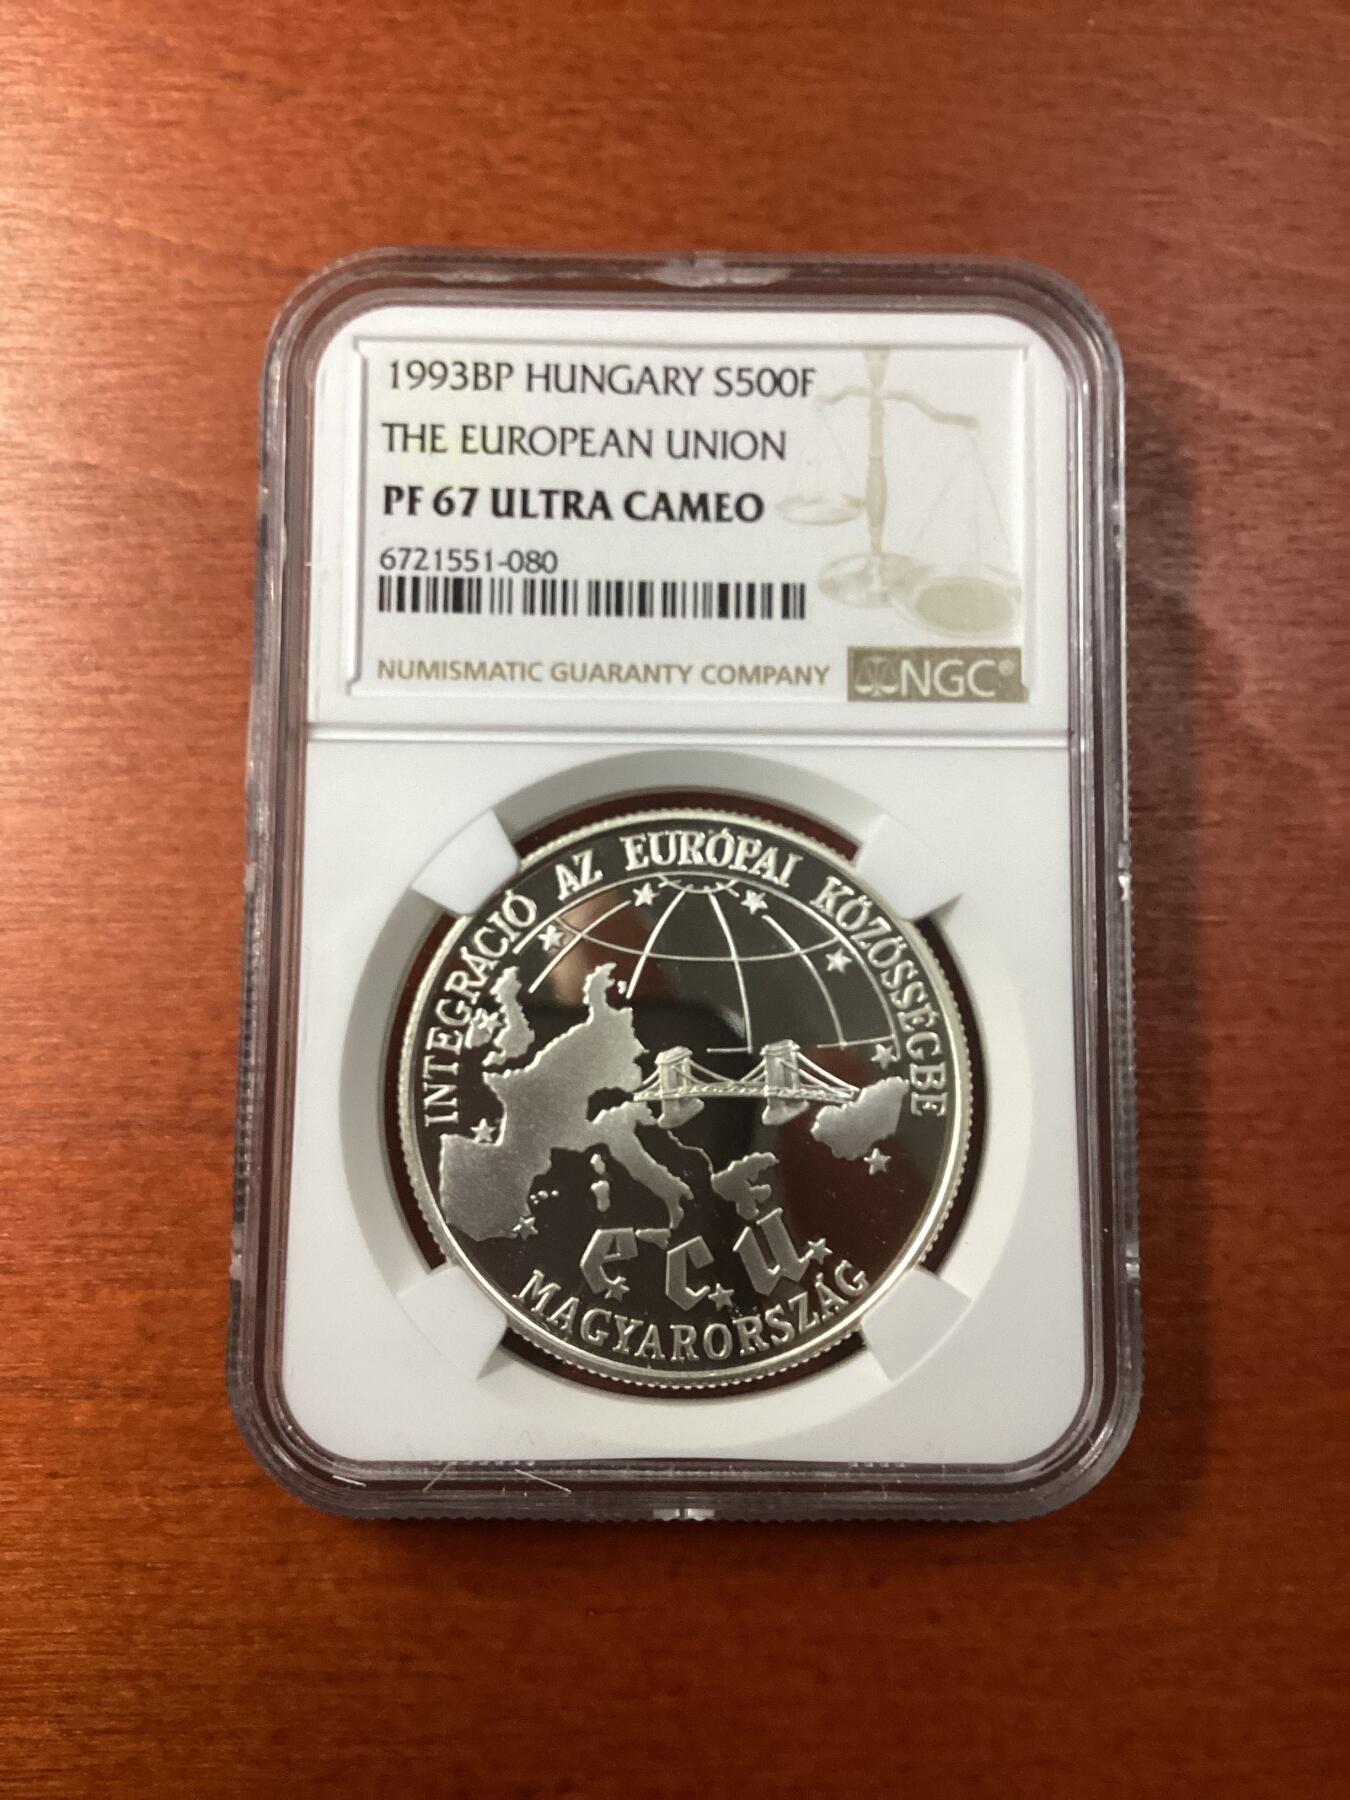 1993BP HUNGARY S500F
THE EUROPEAN UNION
PF 67 ULTRA CAMEO
6721551-080
NUMISMATIC GUARANTY COMPANY NGC®
INTEGRÁCIÓ AZ EURÓPAI KÖZÖSSÉGBE
ecu
MAGYARORSZÁG